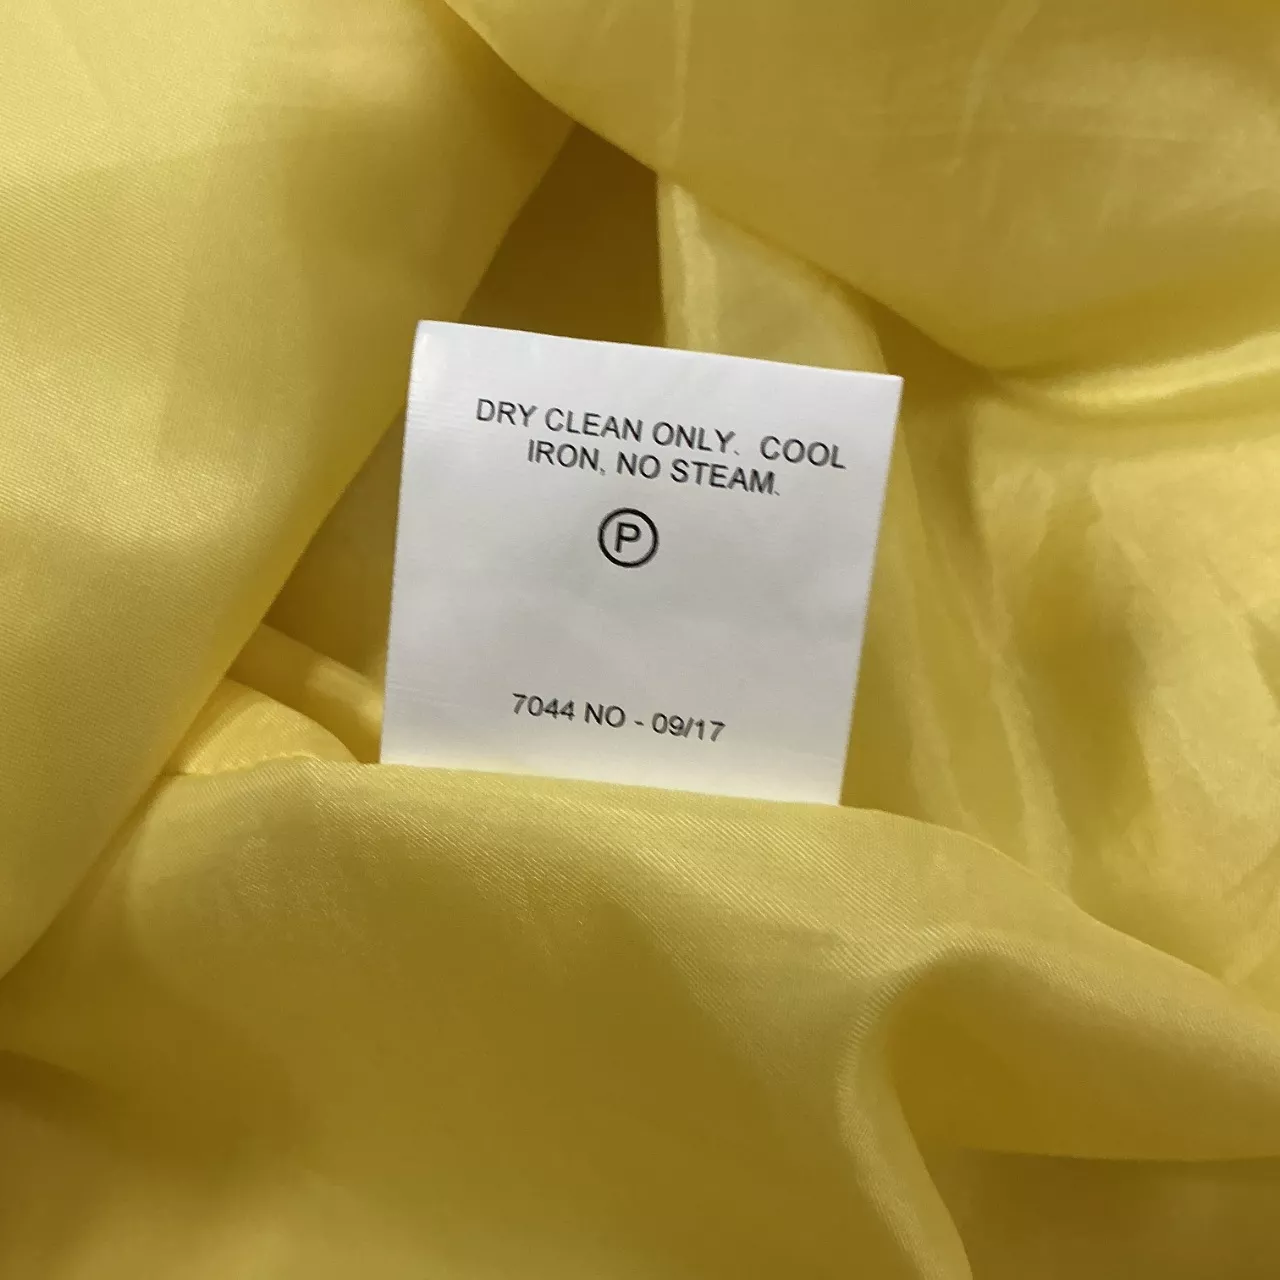 DRY CLEAN ONLY. COOL
IRON, NO STEAM.
P
7044 NO - 09/17